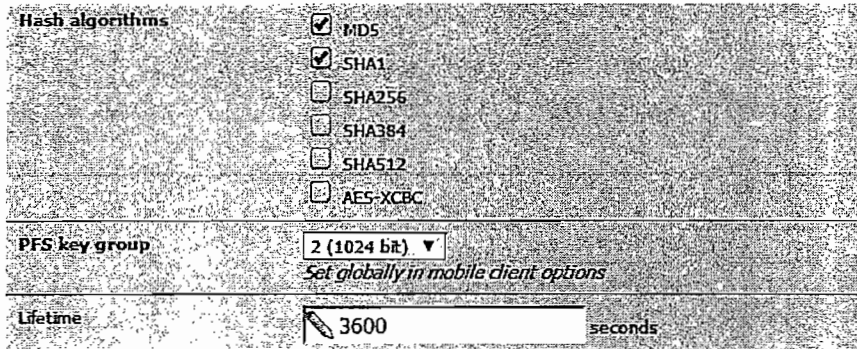 Hash algorithms
MD5
SHA1
SHA256
SHA384
SHA512
AES-XCBC
PFS key group
2 (1024 bit)
Set globally in mobile client options
Lifetime
3600 seconds